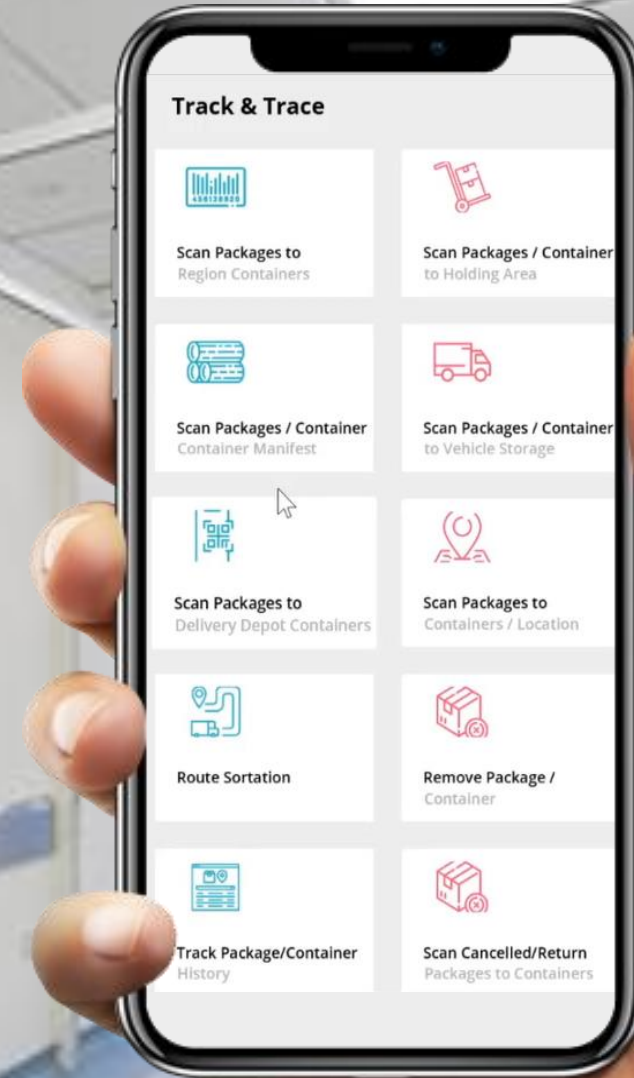 Track & Trace
Scan Packages to
Region Containers
Scan Packages / Container
to Holding Area
Scan Packages / Container
Container Manifest
Scan Packages / Container
to Vehicle Storage
Scan Packages to
Delivery Depot Containers
Scan Packages to
Containers / Location
Route Sortation
Remove Package /
Container
Track Package/Container
History
Scan Cancelled/Return
Packages to Containers